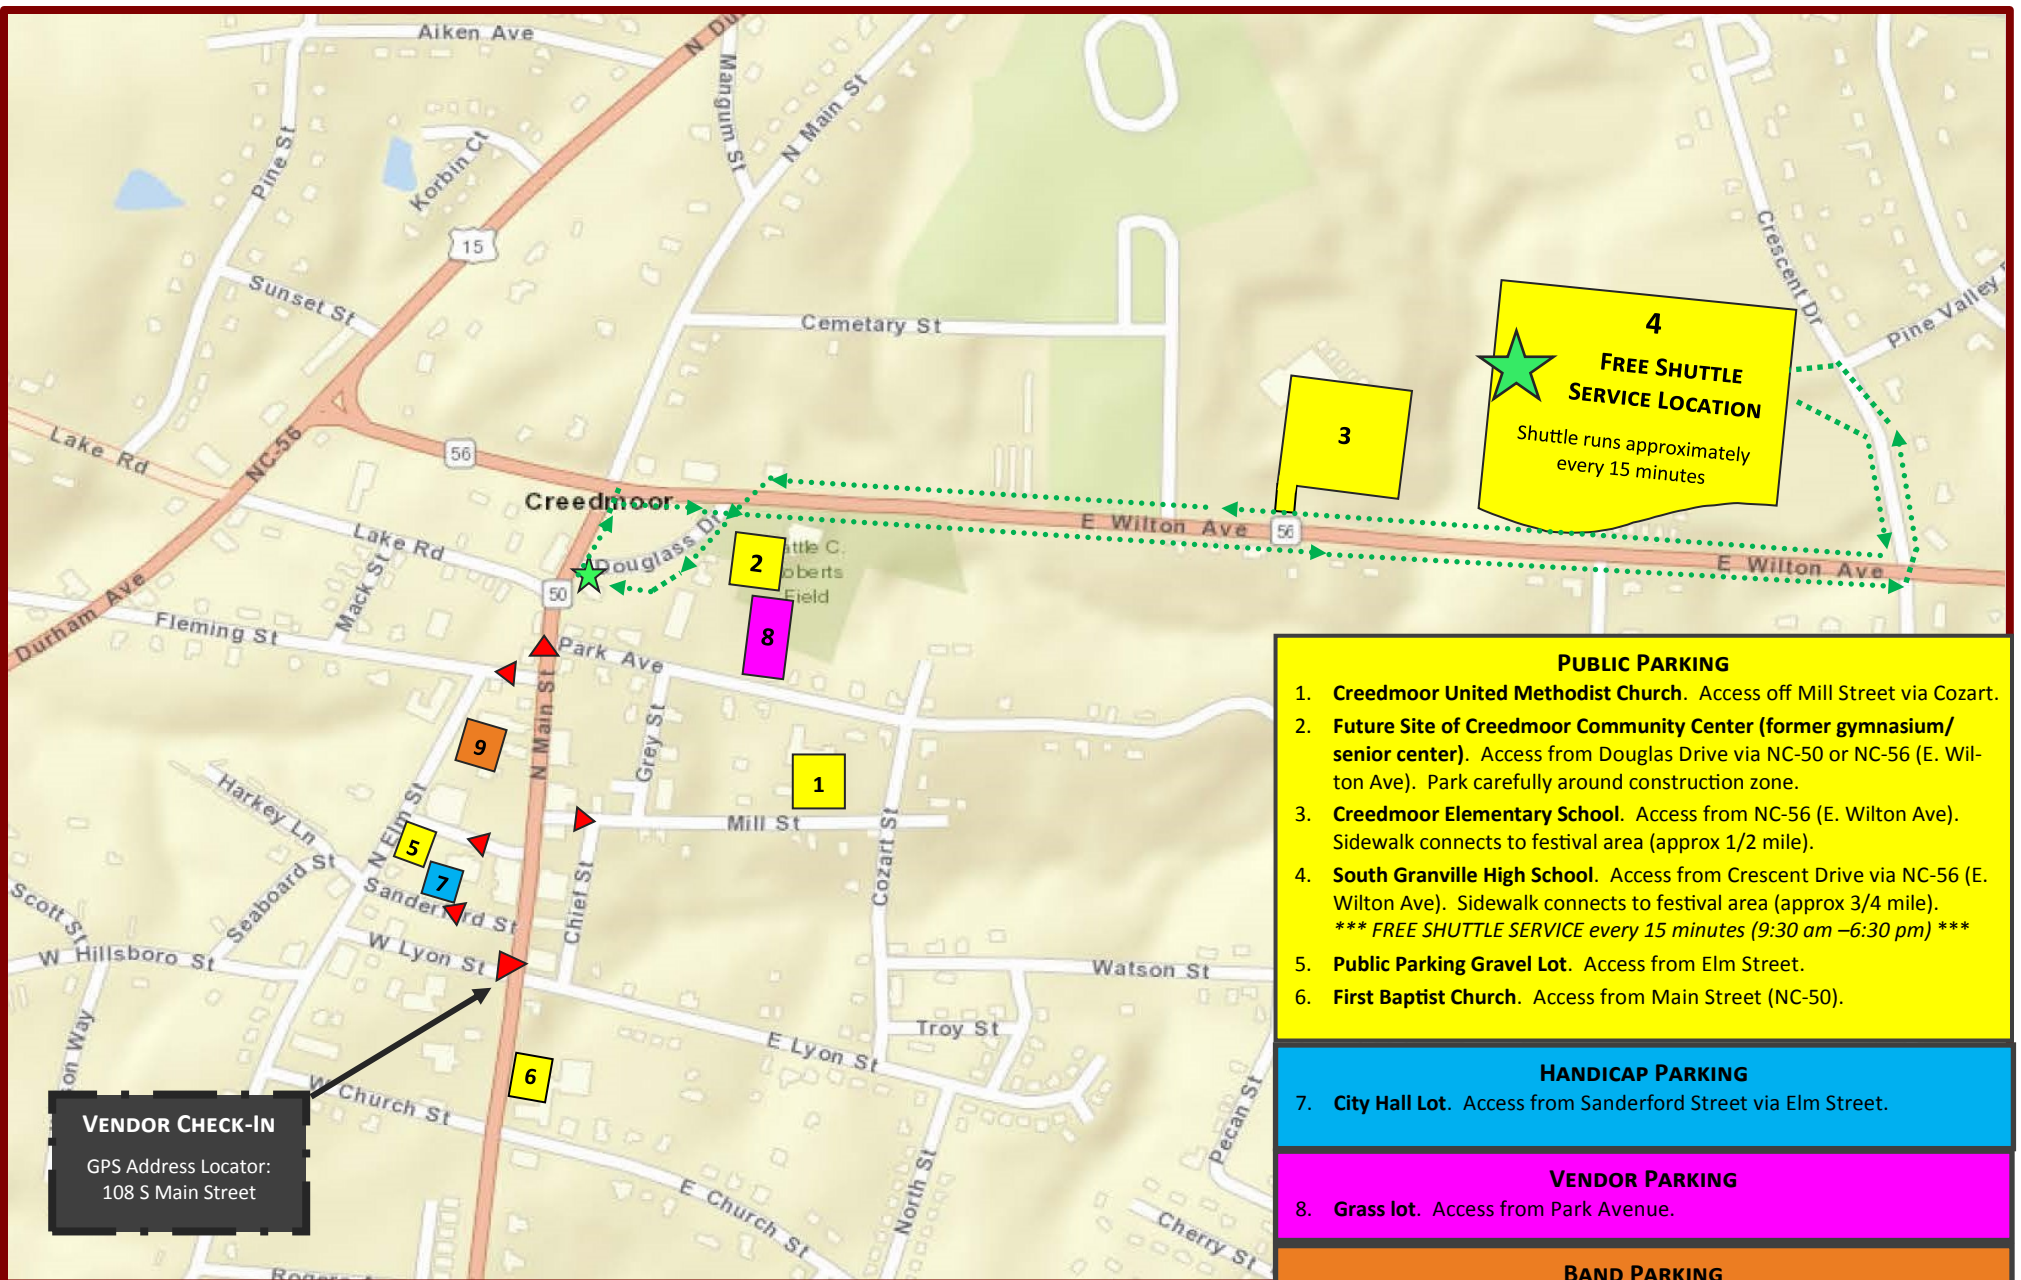 Aiken Ave
N Du
Mangum St
N Main St
Pine St
Korbin Ct
15
Crescent Dr
Sunset St
Pine Valley
Cemetary St
4
FREE SHUTTLE
SERVICE LOCATION
Shuttle runs approximately
every 15 minutes
3
Lake Rd
NC-56
56
Creedmoor
E Wilton Ave
56
E Wilton Ave
Lake Rd
Douglass Dr
2
attle C.
oberts
Field
Mack St
50
Durham Ave
Fleming St
Park Ave
8
N Main St
Grey St
9
1
Harkey Ln
N Elm St
Mill St
5
7
Cozart St
Seaboard St
Sanderford St
Chief St
Scott St
W Lyon St
W Hillsboro St
Watson St
on Way
Troy St
E Lyon St
6
W Church St
Pecan St
North St
E Church St
Cherry St
VENDOR CHECK-IN
GPS Address Locator:
108 S Main Street
PUBLIC PARKING
1. Creedmoor United Methodist Church. Access off Mill Street via Cozart.
2. Future Site of Creedmoor Community Center (former gymnasium/
senior center). Access from Douglas Drive via NC-50 or NC-56 (E. Wil-
ton Ave). Park carefully around construction zone.
3. Creedmoor Elementary School. Access from NC-56 (E. Wilton Ave).
Sidewalk connects to festival area (approx 1/2 mile).
4. South Granville High School. Access from Crescent Drive via NC-56 (E.
Wilton Ave). Sidewalk connects to festival area (approx 3/4 mile).
*** FREE SHUTTLE SERVICE every 15 minutes (9:30 am –6:30 pm) ***
5. Public Parking Gravel Lot. Access from Elm Street.
6. First Baptist Church. Access from Main Street (NC-50).
HANDICAP PARKING
7. City Hall Lot. Access from Sanderford Street via Elm Street.
VENDOR PARKING
8. Grass lot. Access from Park Avenue.
BAND PARKING